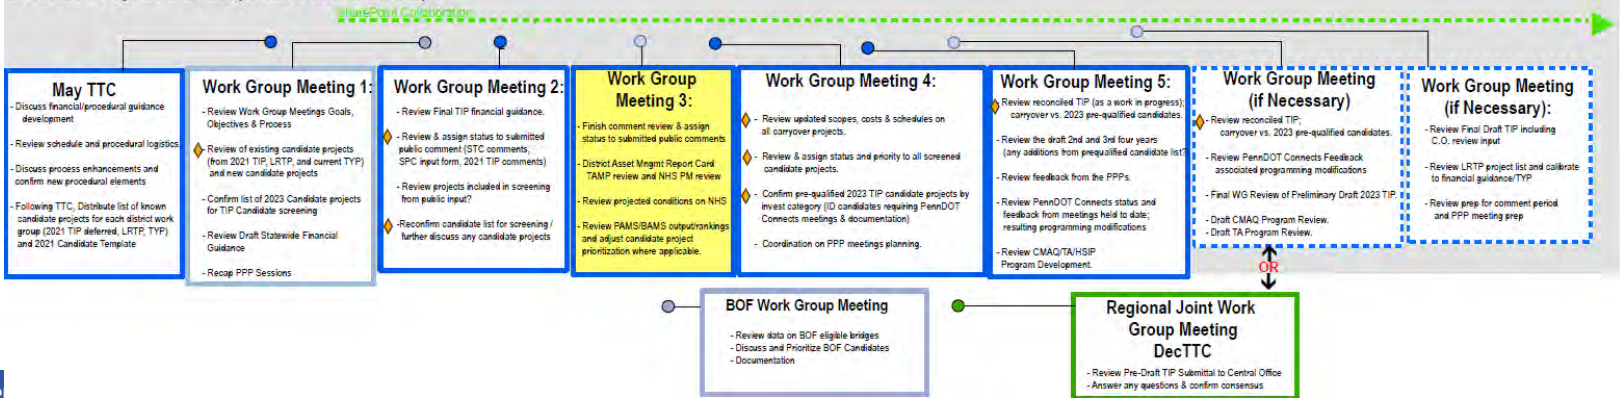 SharePoint Collaboration
May TTC
- Discuss financial/procedural guidance
development
- Review schedule and procedural logistics.
- Discuss process enhancements and
confirm new procedural elements
- Following TTC, Distribute list of known
candidate projects for each district work
group (2021 TIP deferred, LRTP, TYP)
and 2021 Candidate Template
Work Group Meeting 1:
- Review Work Group Meetings Goals,
Objectives & Process
- Review of existing candidate projects
(from 2021 TIP, LRTP, and current TYP)
and new candidate projects
- Confirm list of 2023 Candidate projects
for TIP Candidate screening
- Review Draft Statewide Financial
Guidance
- Recap PPP Sessions
Work Group Meeting 2:
- Review Final TIP financial guidance.
- Review & assign status to submitted
public comment (STC comments,
SPC input form, 2021 TIP comments)
- Review projects included in screening
from public input?
- Reconfirm candidate list for screening /
further discuss any candidate projects
Work Group
Meeting 3:
- Finish comment review & assign
status to submitted public comments
- District Asset Mngmt Report Card
TAMP review and NHS PM review
- Review projected conditions on NHS
- Review PAMS/BAMS output/rankings
and adjust candidate project
prioritization where applicable.
Work Group Meeting 4:
- Review updated scopes, costs & schedules on
all carryover projects.
- Review & assign status and priority to all screened
candidate projects.
- Confirm pre-qualified 2023 TIP candidate projects by
invest category (ID candidates requiring PennDOT
Connects meetings & documentation)
- Coordination on PPP meetings planning.
Work Group Meeting 5:
- Review reconciled TIP (as a work in progress);
carryover vs. 2023 pre-qualified candidates.
- Review the draft 2nd and 3rd four years
(any additions from prequalified candidate list?
- Review feedback from the PPPs.
- Review PennDOT Connects status and
feedback from meetings held to date;
resulting programming modifications
- Review CMAQ/TA/HSIP
Program Development.
Work Group Meeting
(if Necessary)
- Review reconciled TIP;
carryover vs. 2023 pre-qualified candidates.
- Review PennDOT Connects Feedback
associated programming modifications
- Final WG Review of Preliminary Draft 2023 TIP.
- Draft CMAQ Program Review.
- Draft TA Program Review.
Work Group Meeting
(if Necessary):
- Review Final Draft TIP including
C.O. review input
- Review LRTP project list and calibrate
to financial guidance/TYP
- Review prep for comment period
and PPP meeting prep
OR
BOF Work Group Meeting
- Review data on BOF eligible bridges
- Discuss and Prioritize BOF Candidates
- Documentation
Regional Joint Work
Group Meeting
DecTTC
- Review Pre-Draft TIP Submittal to Central Office
- Answer any questions & confirm consensus